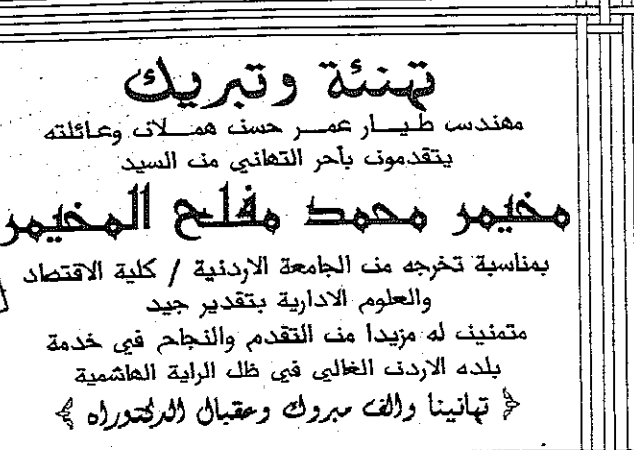 تهنئة وتبريك
مهندس طيار عمر حسن هملان وعائلته
يتقدمون بأحر التهاني من السيد
مخيمر محمد مفلح المخيمر
بمناسبة تخرجه من الجامعة الاردنية / كلية الاقتصاد
والعلوم الادارية بتقدير جيد
متمنين له مزيدا من التقدم والنجاح في خدمة
بلده الاردن الغالي في ظل الراية الهاشمية
تهانينا والف مبروك وعقبال الدكتوراه